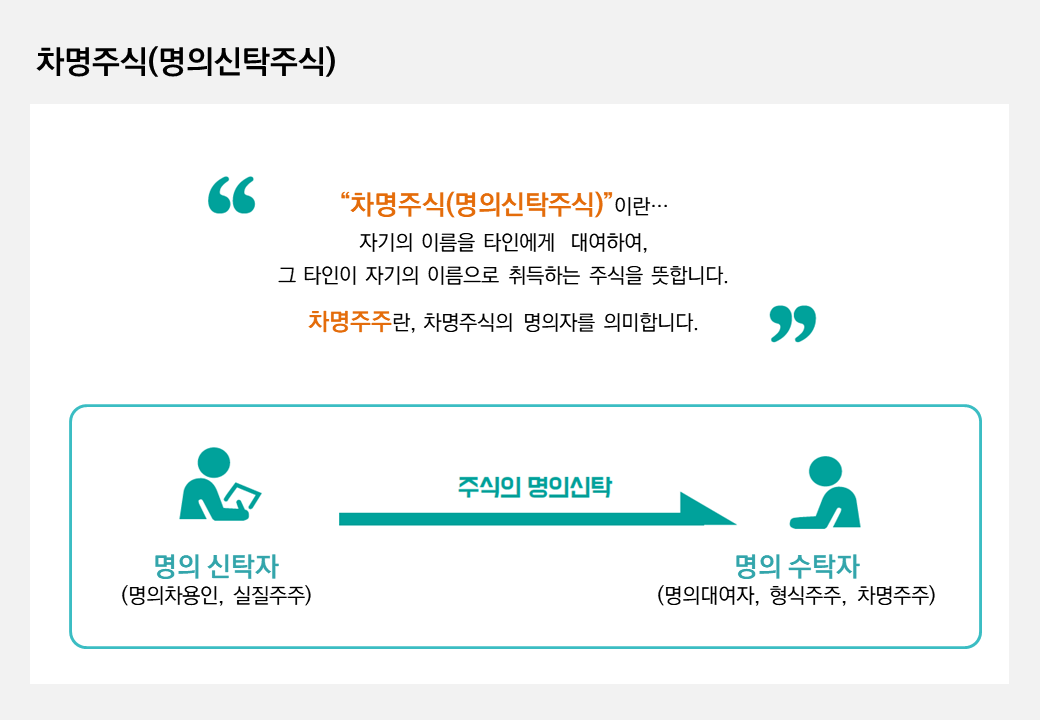 차명주식(명의신탁주식)
“차명주식(명의신탁주식)”이란…
자기의 이름을 타인에게 대여하여,
그 타인이 자기의 이름으로 취득하는 주식을 뜻합니다.
차명주주란, 차명주식의 명의자를 의미합니다.
주식의 명의신탁
명의 신탁자
(명의차용인, 실질주주)
명의 수탁자
(명의대여자, 형식주주, 차명주주)